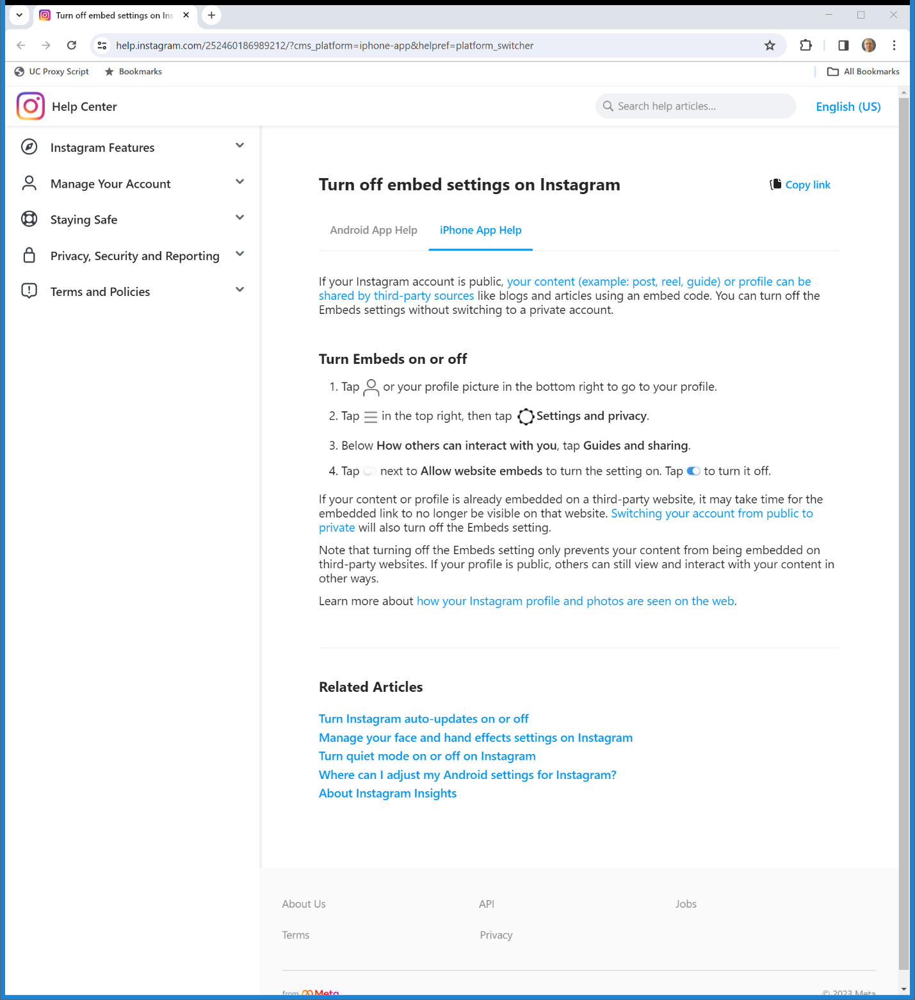 Turn off embed settings on Ins
help.instagram.com/252460186989212/?cms_platform=iphone-app&helpref=platform_switcher
UC Proxy Script
Bookmarks
All Bookmarks
Help Center
Search help articles...
English (US)
Instagram Features
Manage Your Account
Staying Safe
Privacy, Security and Reporting
Terms and Policies
Turn off embed settings on Instagram
Copy link
Android App Help
iPhone App Help
If your Instagram account is public, your content (example: post, reel, guide) or profile can be
shared by third-party sources like blogs and articles using an embed code. You can turn off the
Embeds settings without switching to a private account.
Turn Embeds on or off
1. Tap or your profile picture in the bottom right to go to your profile.
2. Tap in the top right, then tap Settings and privacy.
3. Below How others can interact with you, tap Guides and sharing.
4. Tap next to Allow website embeds to turn the setting on. Tap to turn it off.
If your content or profile is already embedded on a third-party website, it may take time for the
embedded link to no longer be visible on that website. Switching your account from public to
private will also turn off the Embeds setting.
Note that turning off the Embeds setting only prevents your content from being embedded on
third-party websites. If your profile is public, others can still view and interact with your content in
other ways.
Learn more about how your Instagram profile and photos are seen on the web.
Related Articles
Turn Instagram auto-updates on or off
Manage your face and hand effects settings on Instagram
Turn quiet mode on or off on Instagram
Where can I adjust my Android settings for Instagram?
About Instagram Insights
About Us
API
Jobs
Terms
Privacy
from Meta
© 2023 Meta